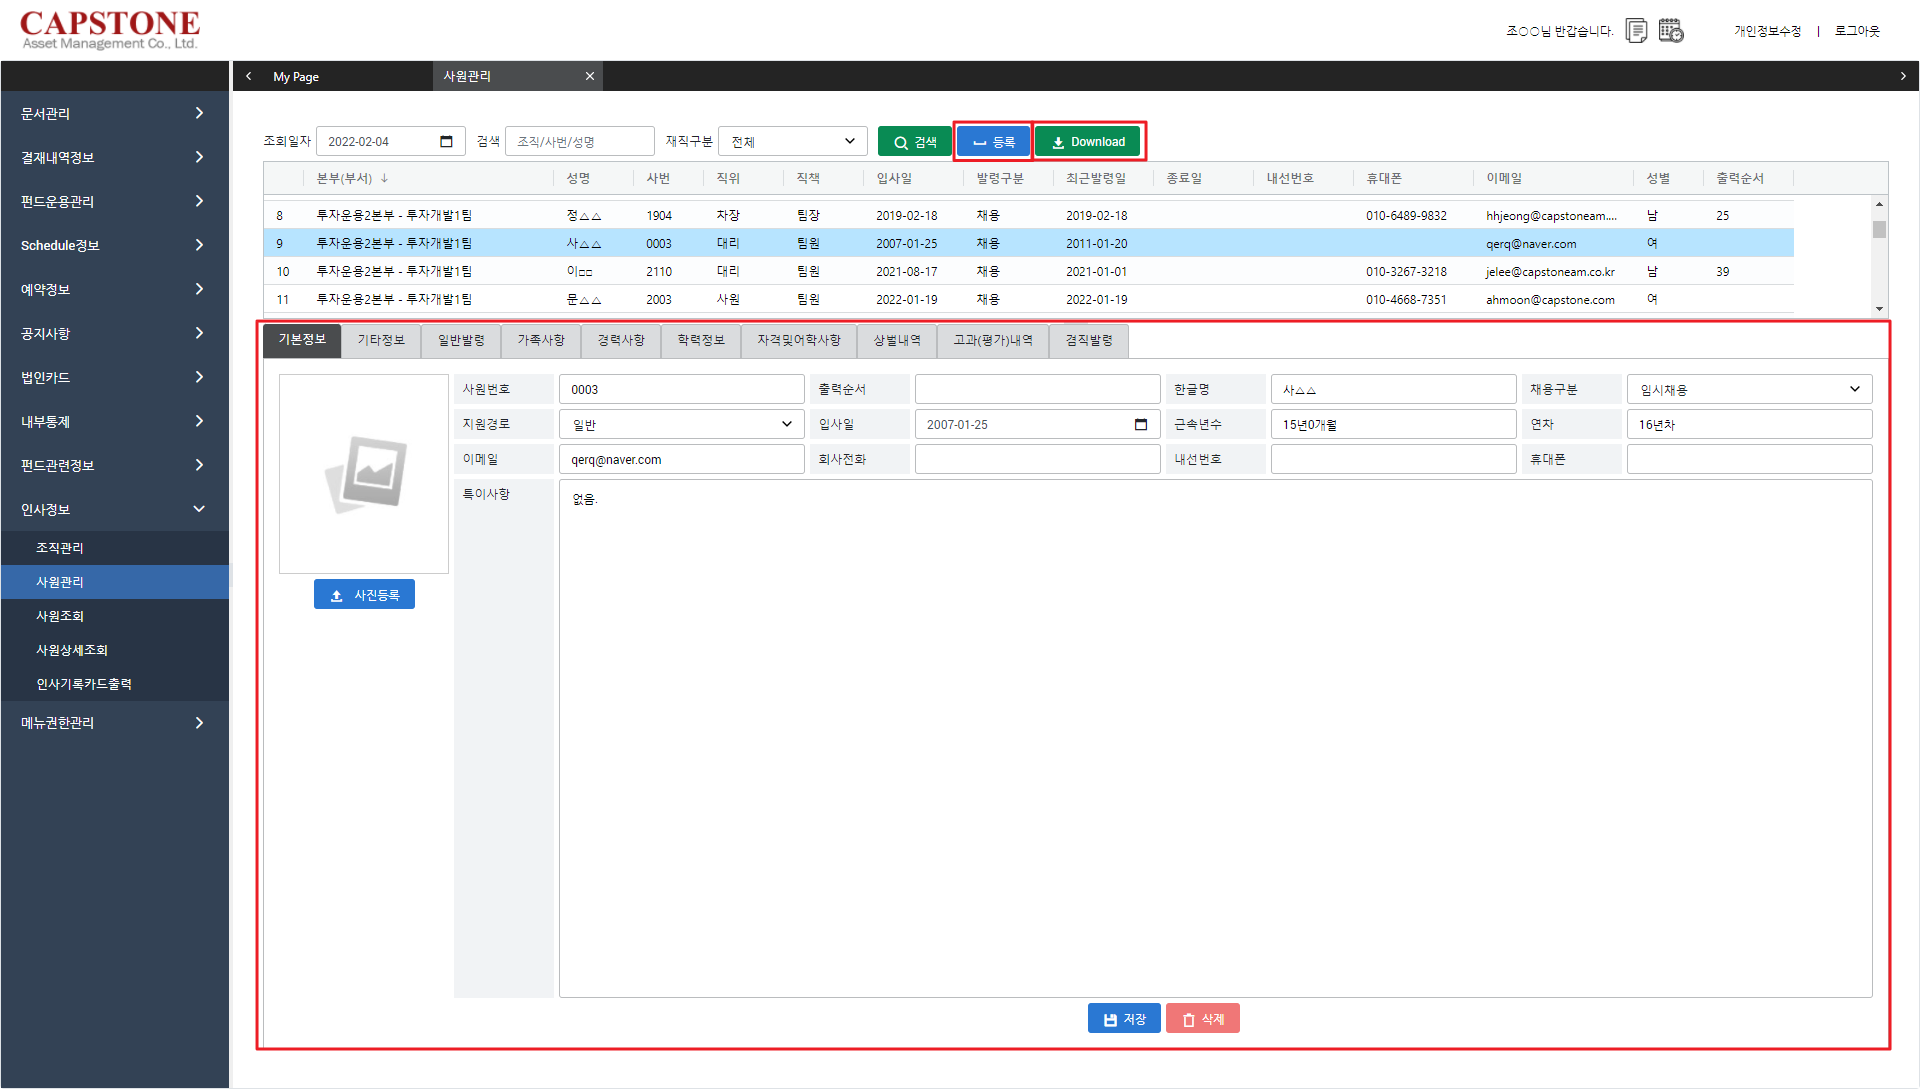 CAPSTONE
Asset Management Co., Ltd.
조○○님 반갑습니다.
개인정보수정 | 로그아웃
My Page
사원관리
문서관리
결재내역정보
펀드운용관리
Schedule정보
예약정보
공지사항
법인카드
내부통제
펀드관련정보
인사정보
조직관리
사원관리
사원조회
사원상세조회
인사기록카드출력
메뉴권한관리
조회일자 2022-02-04 검색 조직/사번/성명 재직구분 전체 검색 등록 Download
본부(부서) 성명 사번 직위 직책 입사일 발령구분 최근발령일 종료일 내선번호 휴대폰 이메일 성별 출력순서
8 투자운용2본부 - 투자개발1팀 정△△ 1904 차장 팀장 2019-02-18 채용 2019-02-18 010-6489-9832 hhjeong@capstoneam.... 남 25
9 투자운용2본부 - 투자개발1팀 사△△ 0003 대리 팀원 2007-01-25 채용 2011-01-20 qerq@naver.com 여
10 투자운용2본부 - 투자개발1팀 이□□ 2110 대리 팀원 2021-08-17 채용 2021-01-01 010-3267-3218 jelee@capstoneam.co.kr 남 39
11 투자운용2본부 - 투자개발1팀 문△△ 2003 사원 팀원 2022-01-19 채용 2022-01-19 010-4668-7351 ahmoon@capstone.com 여
기본정보 기타정보 일반발령 가족사항 경력사항 학력정보 자격및어학사항 상벌내역 고과(평가)내역 겸직발령
사원번호 0003 출력순서 한글명 사△△ 채용구분 임시채용
지원경로 일반 입사일 2007-01-25 근속년수 15년0개월 연차 16년차
이메일 qerq@naver.com 회사전화 내선번호 휴대폰
특이사항 없음.
사진등록
저장 삭제